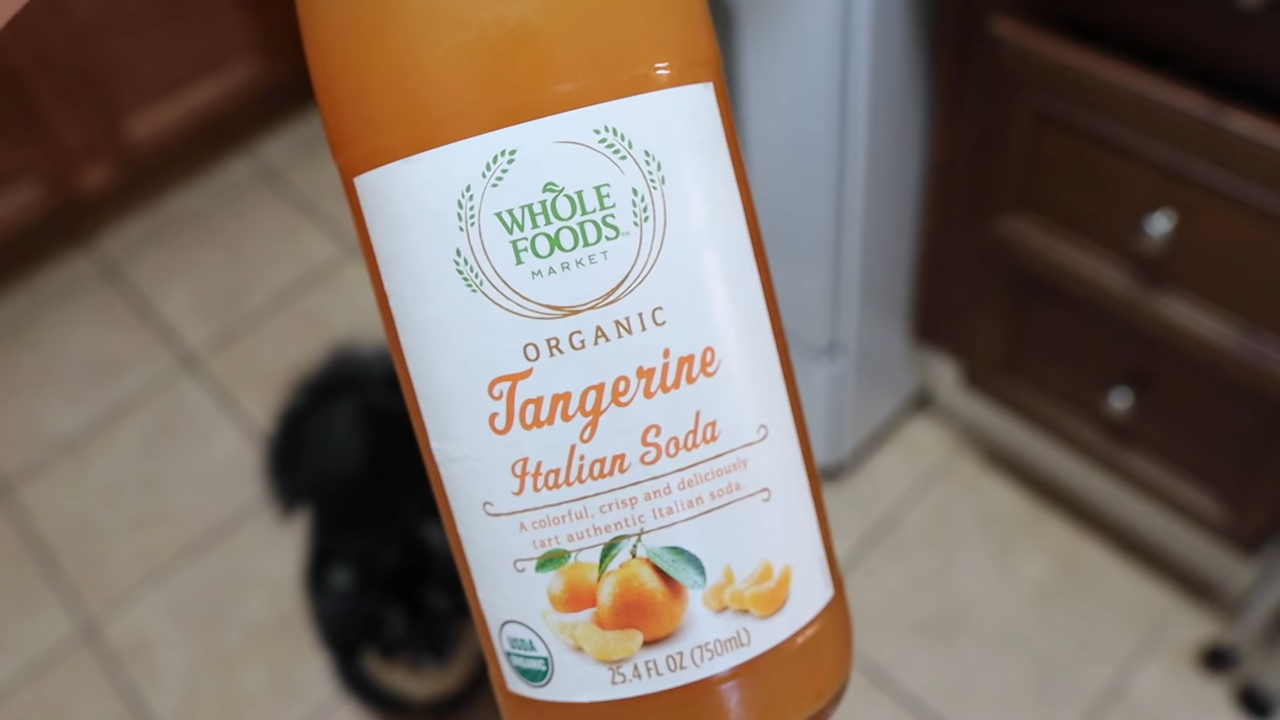 WHOLE
FOODS
MARKET
ORGANIC
Tangerine
Italian Soda
A colorful, crisp and deliciously
tart authentic Italian soda.
USDA
ORGANIC
25.4 FL OZ (750mL)